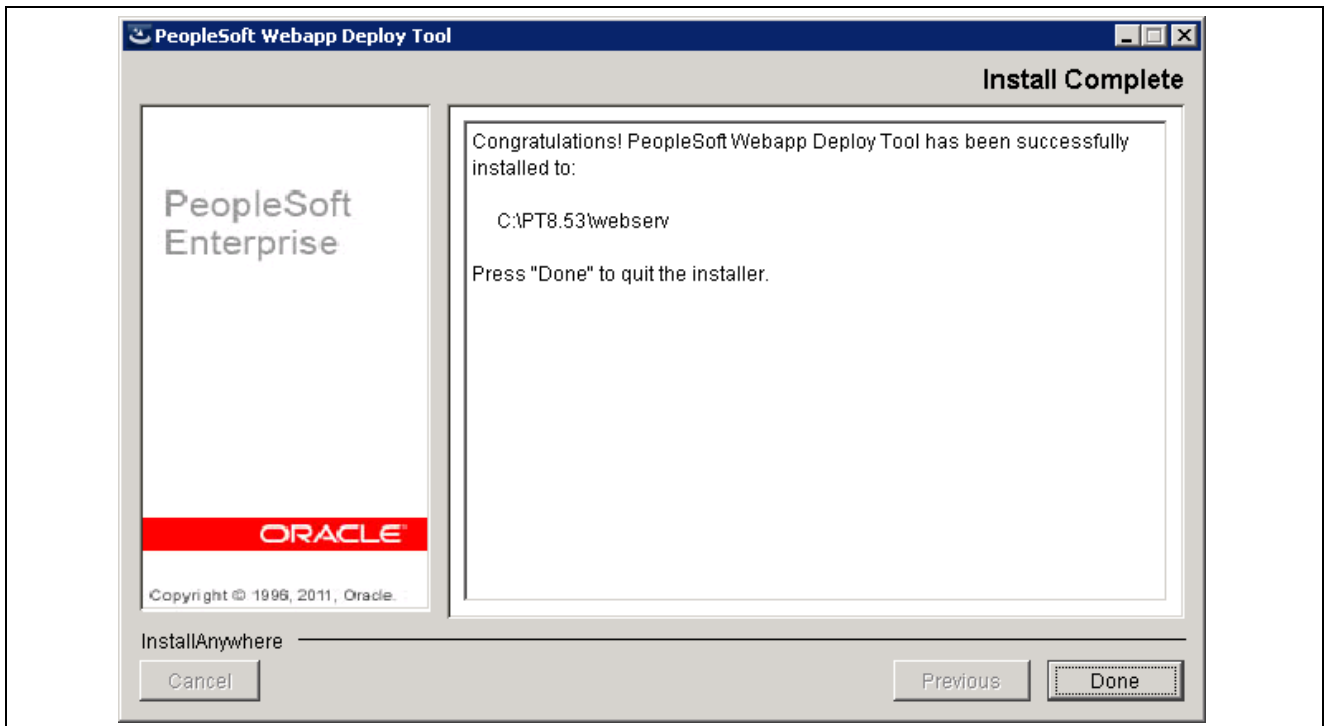 PeopleSoft Webapp Deploy Tool
Install Complete
PeopleSoft
Enterprise
Congratulations! PeopleSoft Webapp Deploy Tool has been successfully
installed to:
C:\PT8.53\webserv
Press "Done" to quit the installer.
ORACLE
Copyright © 1996, 2011, Oracle.
InstallAnywhere
Cancel
Previous
Done